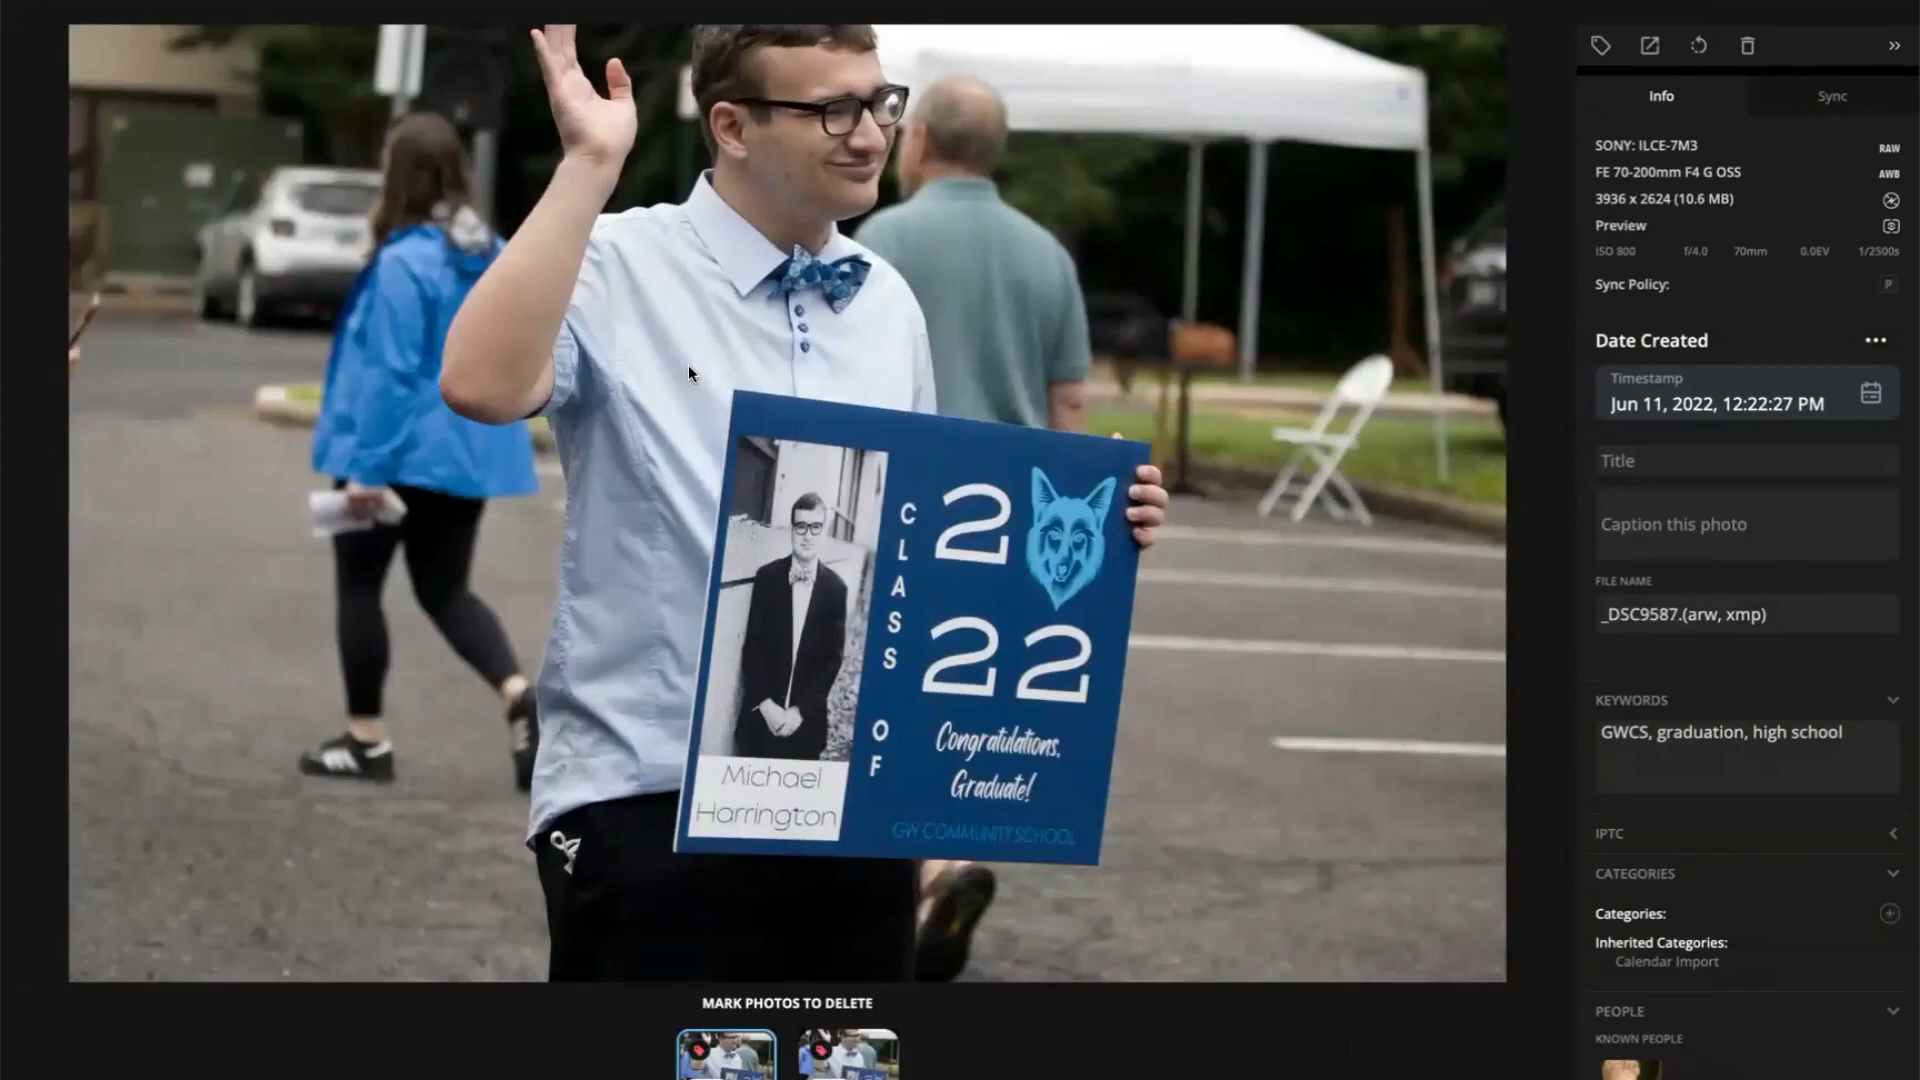 CLASS OF
2
22
Congratulations,
Graduate!
GW COMMUNITY SCHOOL
Michael
Harrington
MARK PHOTOS TO DELETE
Info
Sync
SONY: ILCE-7M3
RAW
FE 70-200mm F4 G OSS
AWB
3936 x 2624 (10.6 MB)
Preview
ISO 800 f/4.0 70mm 0.0EV 1/2500s
Sync Policy:
P
Date Created
Timestamp
Jun 11, 2022, 12:22:27 PM
Title
Caption this photo
FILE NAME
_DSC9587.(arw, xmp)
KEYWORDS
GWCS, graduation, high school
IPTC
CATEGORIES
Categories:
Inherited Categories:
Calendar Import
PEOPLE
KNOWN PEOPLE